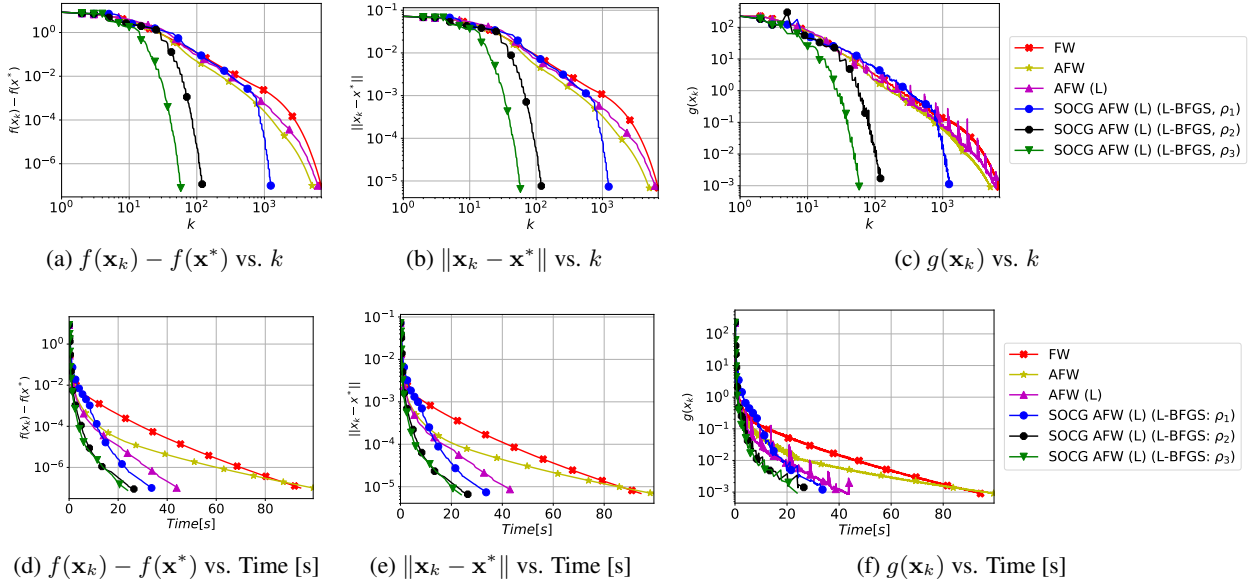 f(x_k) − f(x*)
10^0
10^−2
10^−4
10^−6
10^0 10^1 10^2 10^3
k
||x_k − x*||
10^−1
10^−2
10^−3
10^−4
10^−5
10^0 10^1 10^2 10^3
k
g(x_k)
10^2
10^1
10^0
10^−1
10^−2
10^−3
10^0 10^1 10^2 10^3
k
FW
AFW
AFW (L)
SOCG AFW (L) (L-BFGS, ρ₁)
SOCG AFW (L) (L-BFGS, ρ₂)
SOCG AFW (L) (L-BFGS, ρ₃)
(a) f(x_k) − f(x*) vs. k
(b) ∥x_k − x*∥ vs. k
(c) g(x_k) vs. k
f(x_k) − f(x*)
10^0
10^−2
10^−4
10^−6
0 20 40 60 80
Time[s]
||x_k − x*||
10^−1
10^−2
10^−3
10^−4
10^−5
0 20 40 60 80
Time[s]
g(x_k)
10^2
10^1
10^0
10^−1
10^−2
10^−3
0 20 40 60 80
Time[s]
FW
AFW
AFW (L)
SOCG AFW (L) (L-BFGS: ρ₁)
SOCG AFW (L) (L-BFGS: ρ₂)
SOCG AFW (L) (L-BFGS: ρ₃)
(d) f(x_k) − f(x*) vs. Time [s]
(e) ∥x_k − x*∥ vs. Time [s]
(f) g(x_k) vs. Time [s]